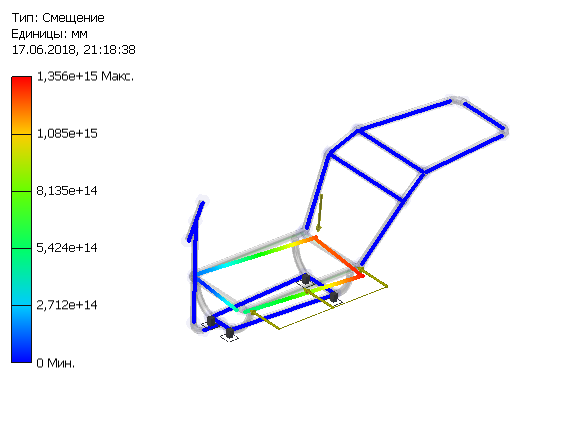 Тип: Смещение
Единицы: мм
17.06.2018, 21:18:38
1,356e+15 Макс.
1,085e+15
8,135e+14
5,424e+14
2,712e+14
0 Мин.